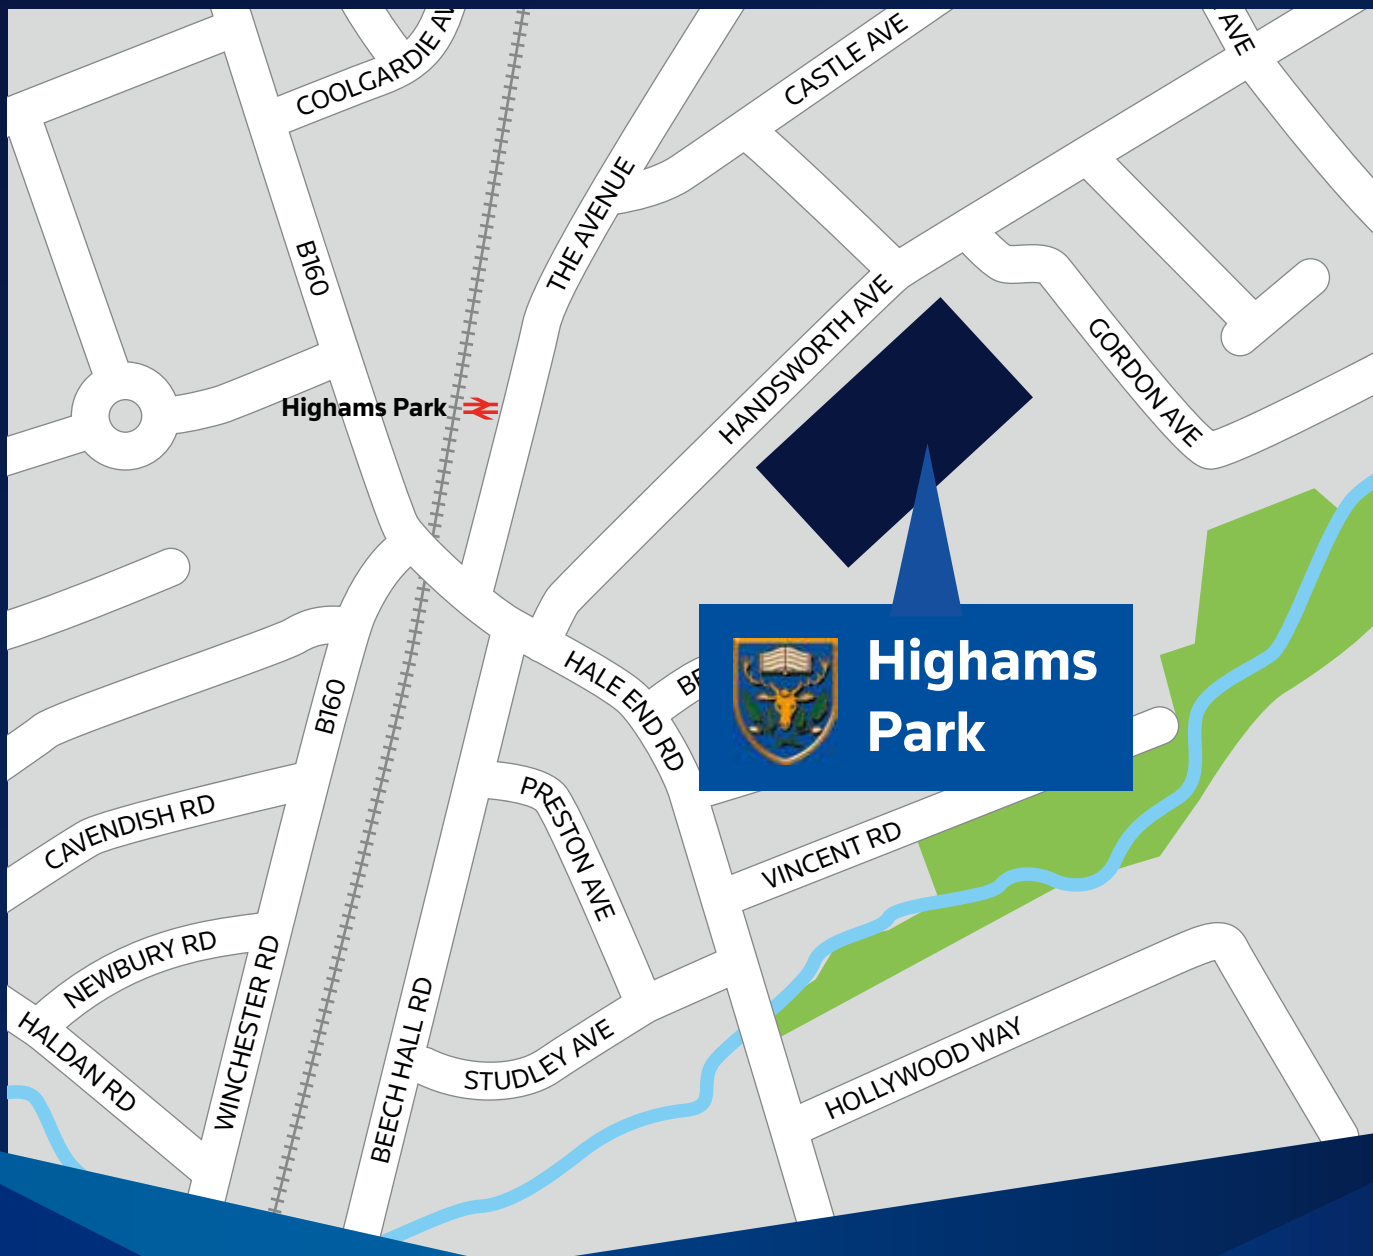 COOLGARDIE AV
CASTLE AVE
AVE
THE AVENUE
B160
HANDSWORTH AVE
GORDON AVE
Highams Park
Highams
Park
HALE END RD
B160
PRESTON AVE
CAVENDISH RD
VINCENT RD
NEWBURY RD
WINCHESTER RD
HALDAN RD
BEECH HALL RD
STUDLEY AVE
HOLLYWOOD WAY